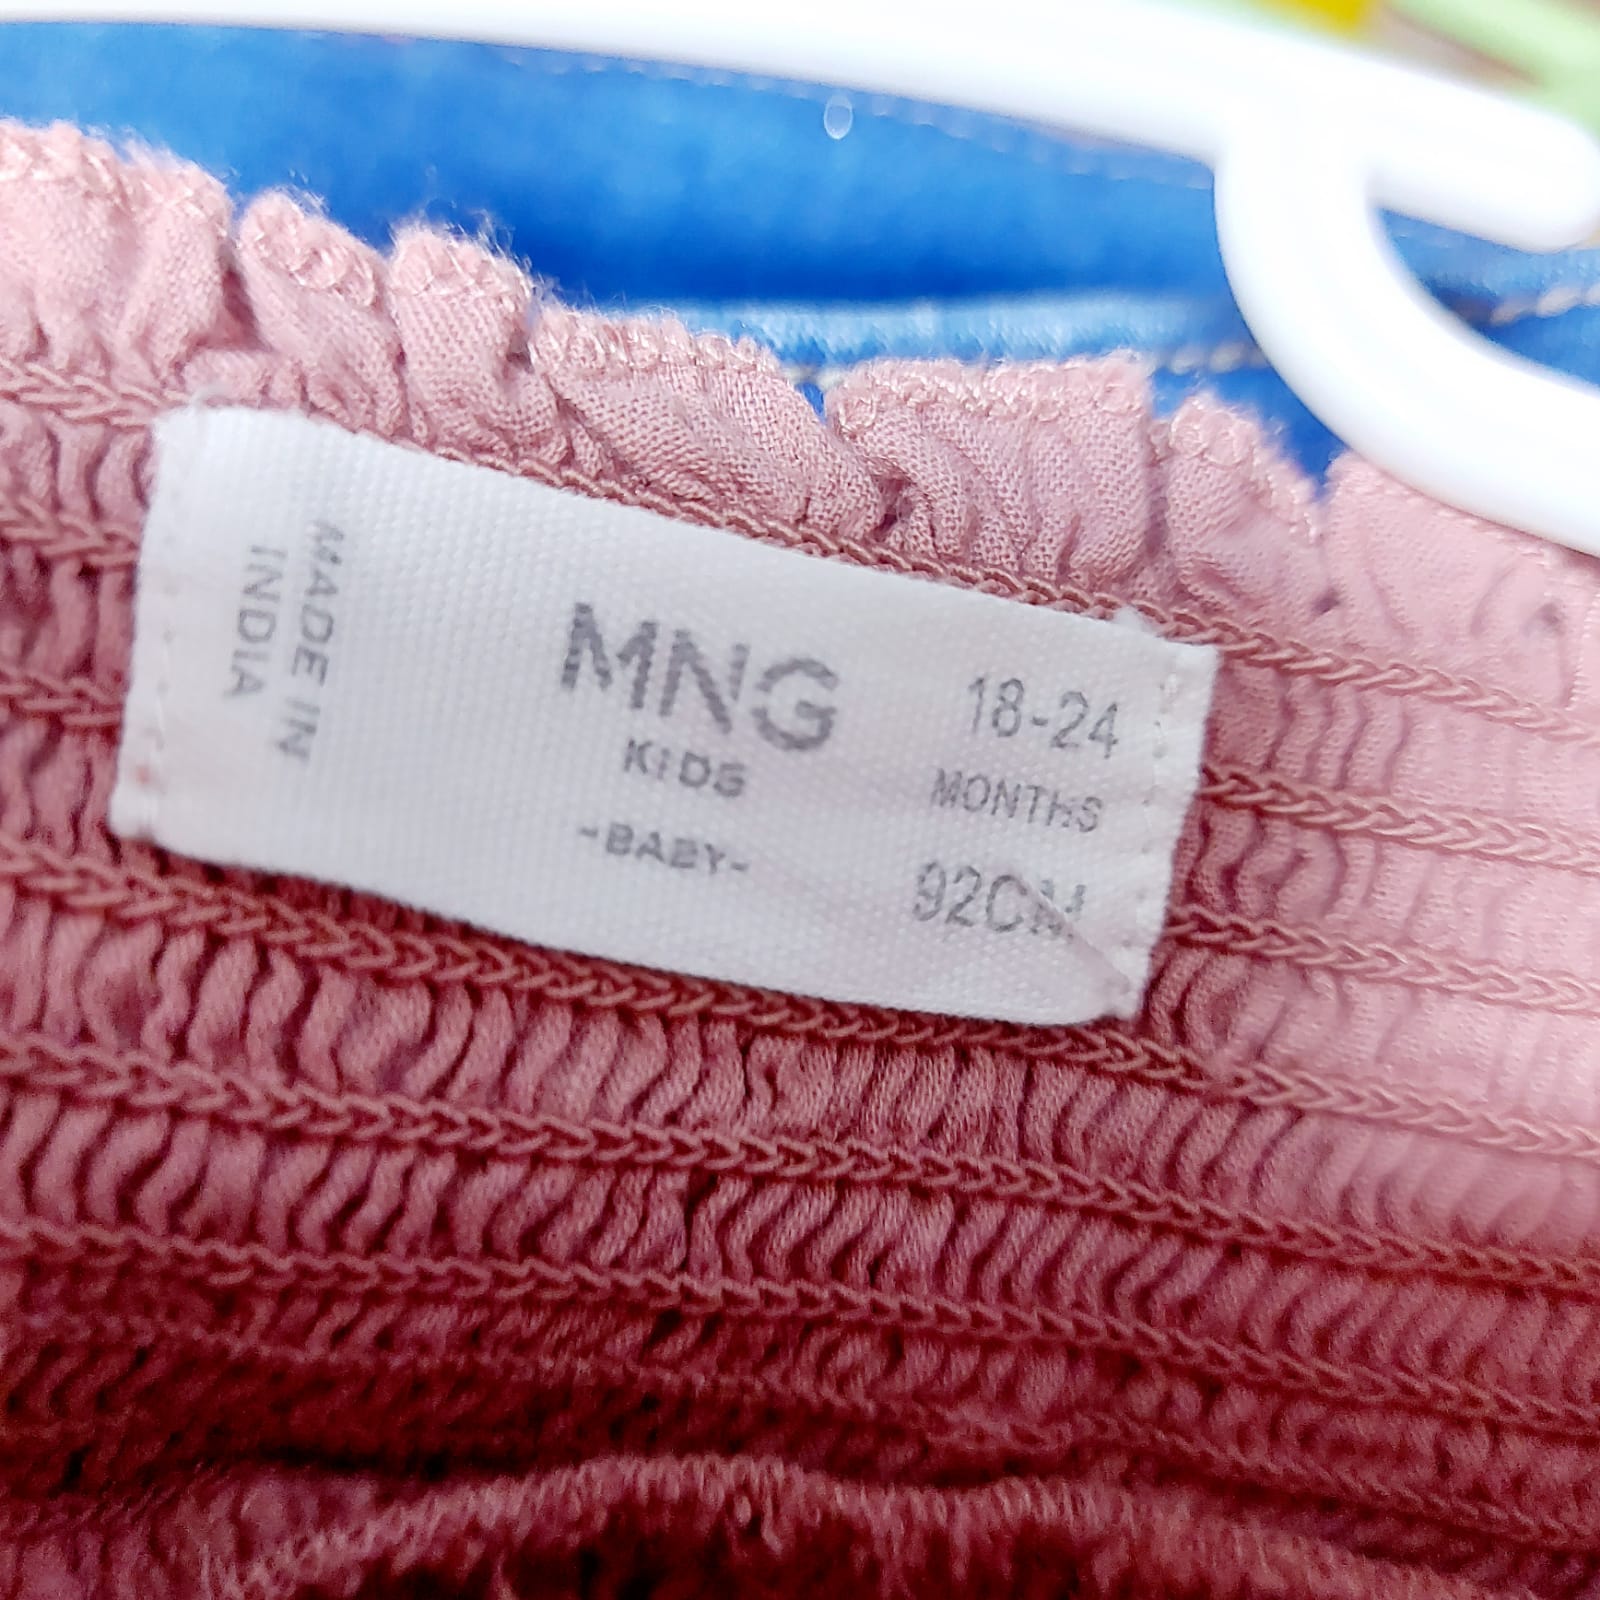 MADE IN
INDIA
MNG
KIDS
-BABY-
18-24
MONTHS
92CM